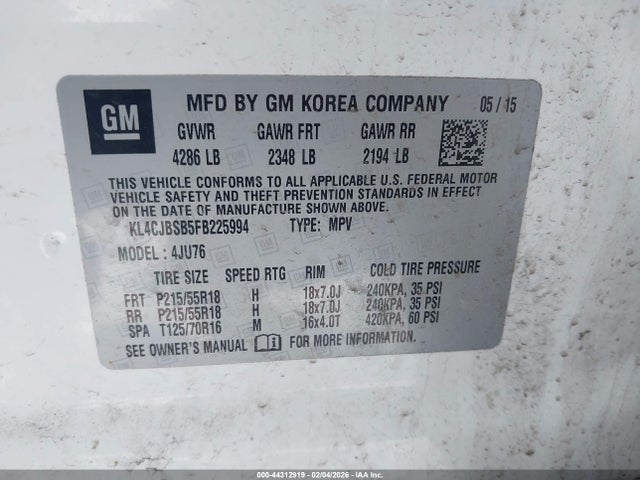 GM MFD BY GM KOREA COMPANY 05 / 15
GVWR GAWR FRT GAWR RR
4286 LB 2348 LB 2194 LB
THIS VEHICLE CONFORMS TO ALL APPLICABLE U.S. FEDERAL MOTOR
VEHICLE SAFETY AND THEFT PREVENTION STANDARDS IN EFFECT
ON THE DATE OF MANUFACTURE SHOWN ABOVE.
KL4CJBSB5FB225994 TYPE: MPV
MODEL : 4JU76
TIRE SIZE SPEED RTG RIM COLD TIRE PRESSURE
FRT P215/55R18 H 18x7.0J 240KPA, 35 PSI
RR P215/55R18 H 18x7.0J 240KPA, 35 PSI
SPA T125/70R16 M 16x4.0T 420KPA, 60 PSI
SEE OWNER'S MANUAL FOR MORE INFORMATION.
000-44312919 - 02/04/2026 - IAA Inc.